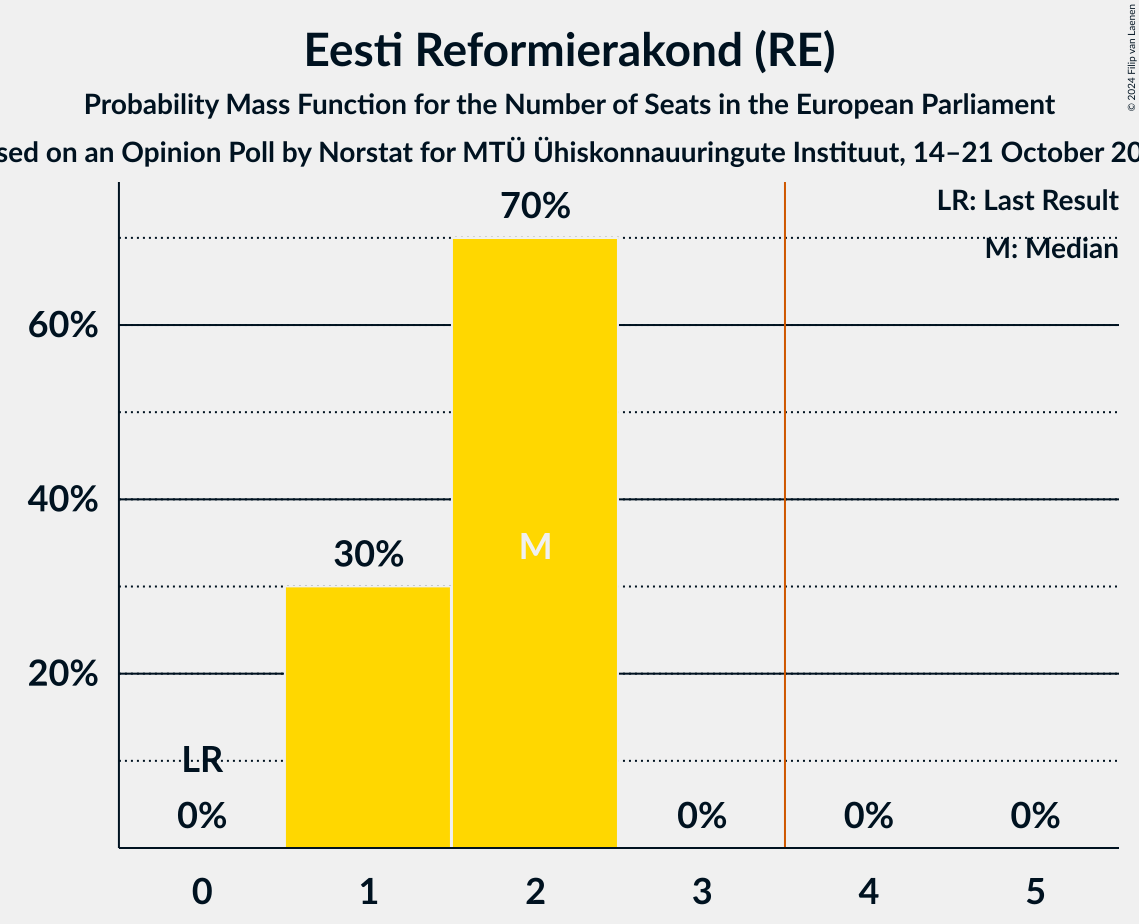 Eesti Reformierakond (RE)
Probability Mass Function for the Number of Seats in the European Parliament
sed on an Opinion Poll by Norstat for MTÜ Ühiskonnauuringute Instituut, 14–21 October 20
© 2024 Filip van Laenen
LR: Last Result
M: Median
70%
60%
40%
30%
M
20%
LR
0%
0%
0%
0%
0
1
2
3
4
5